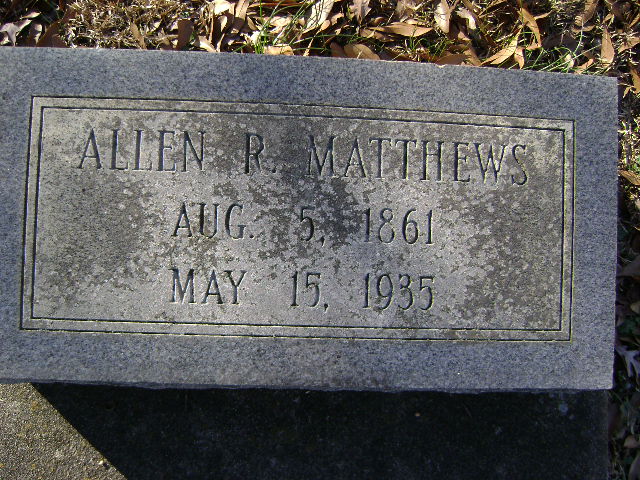 ALLEN R. MATTHEWS
AUG. 5, 1861
MAY 15, 1935